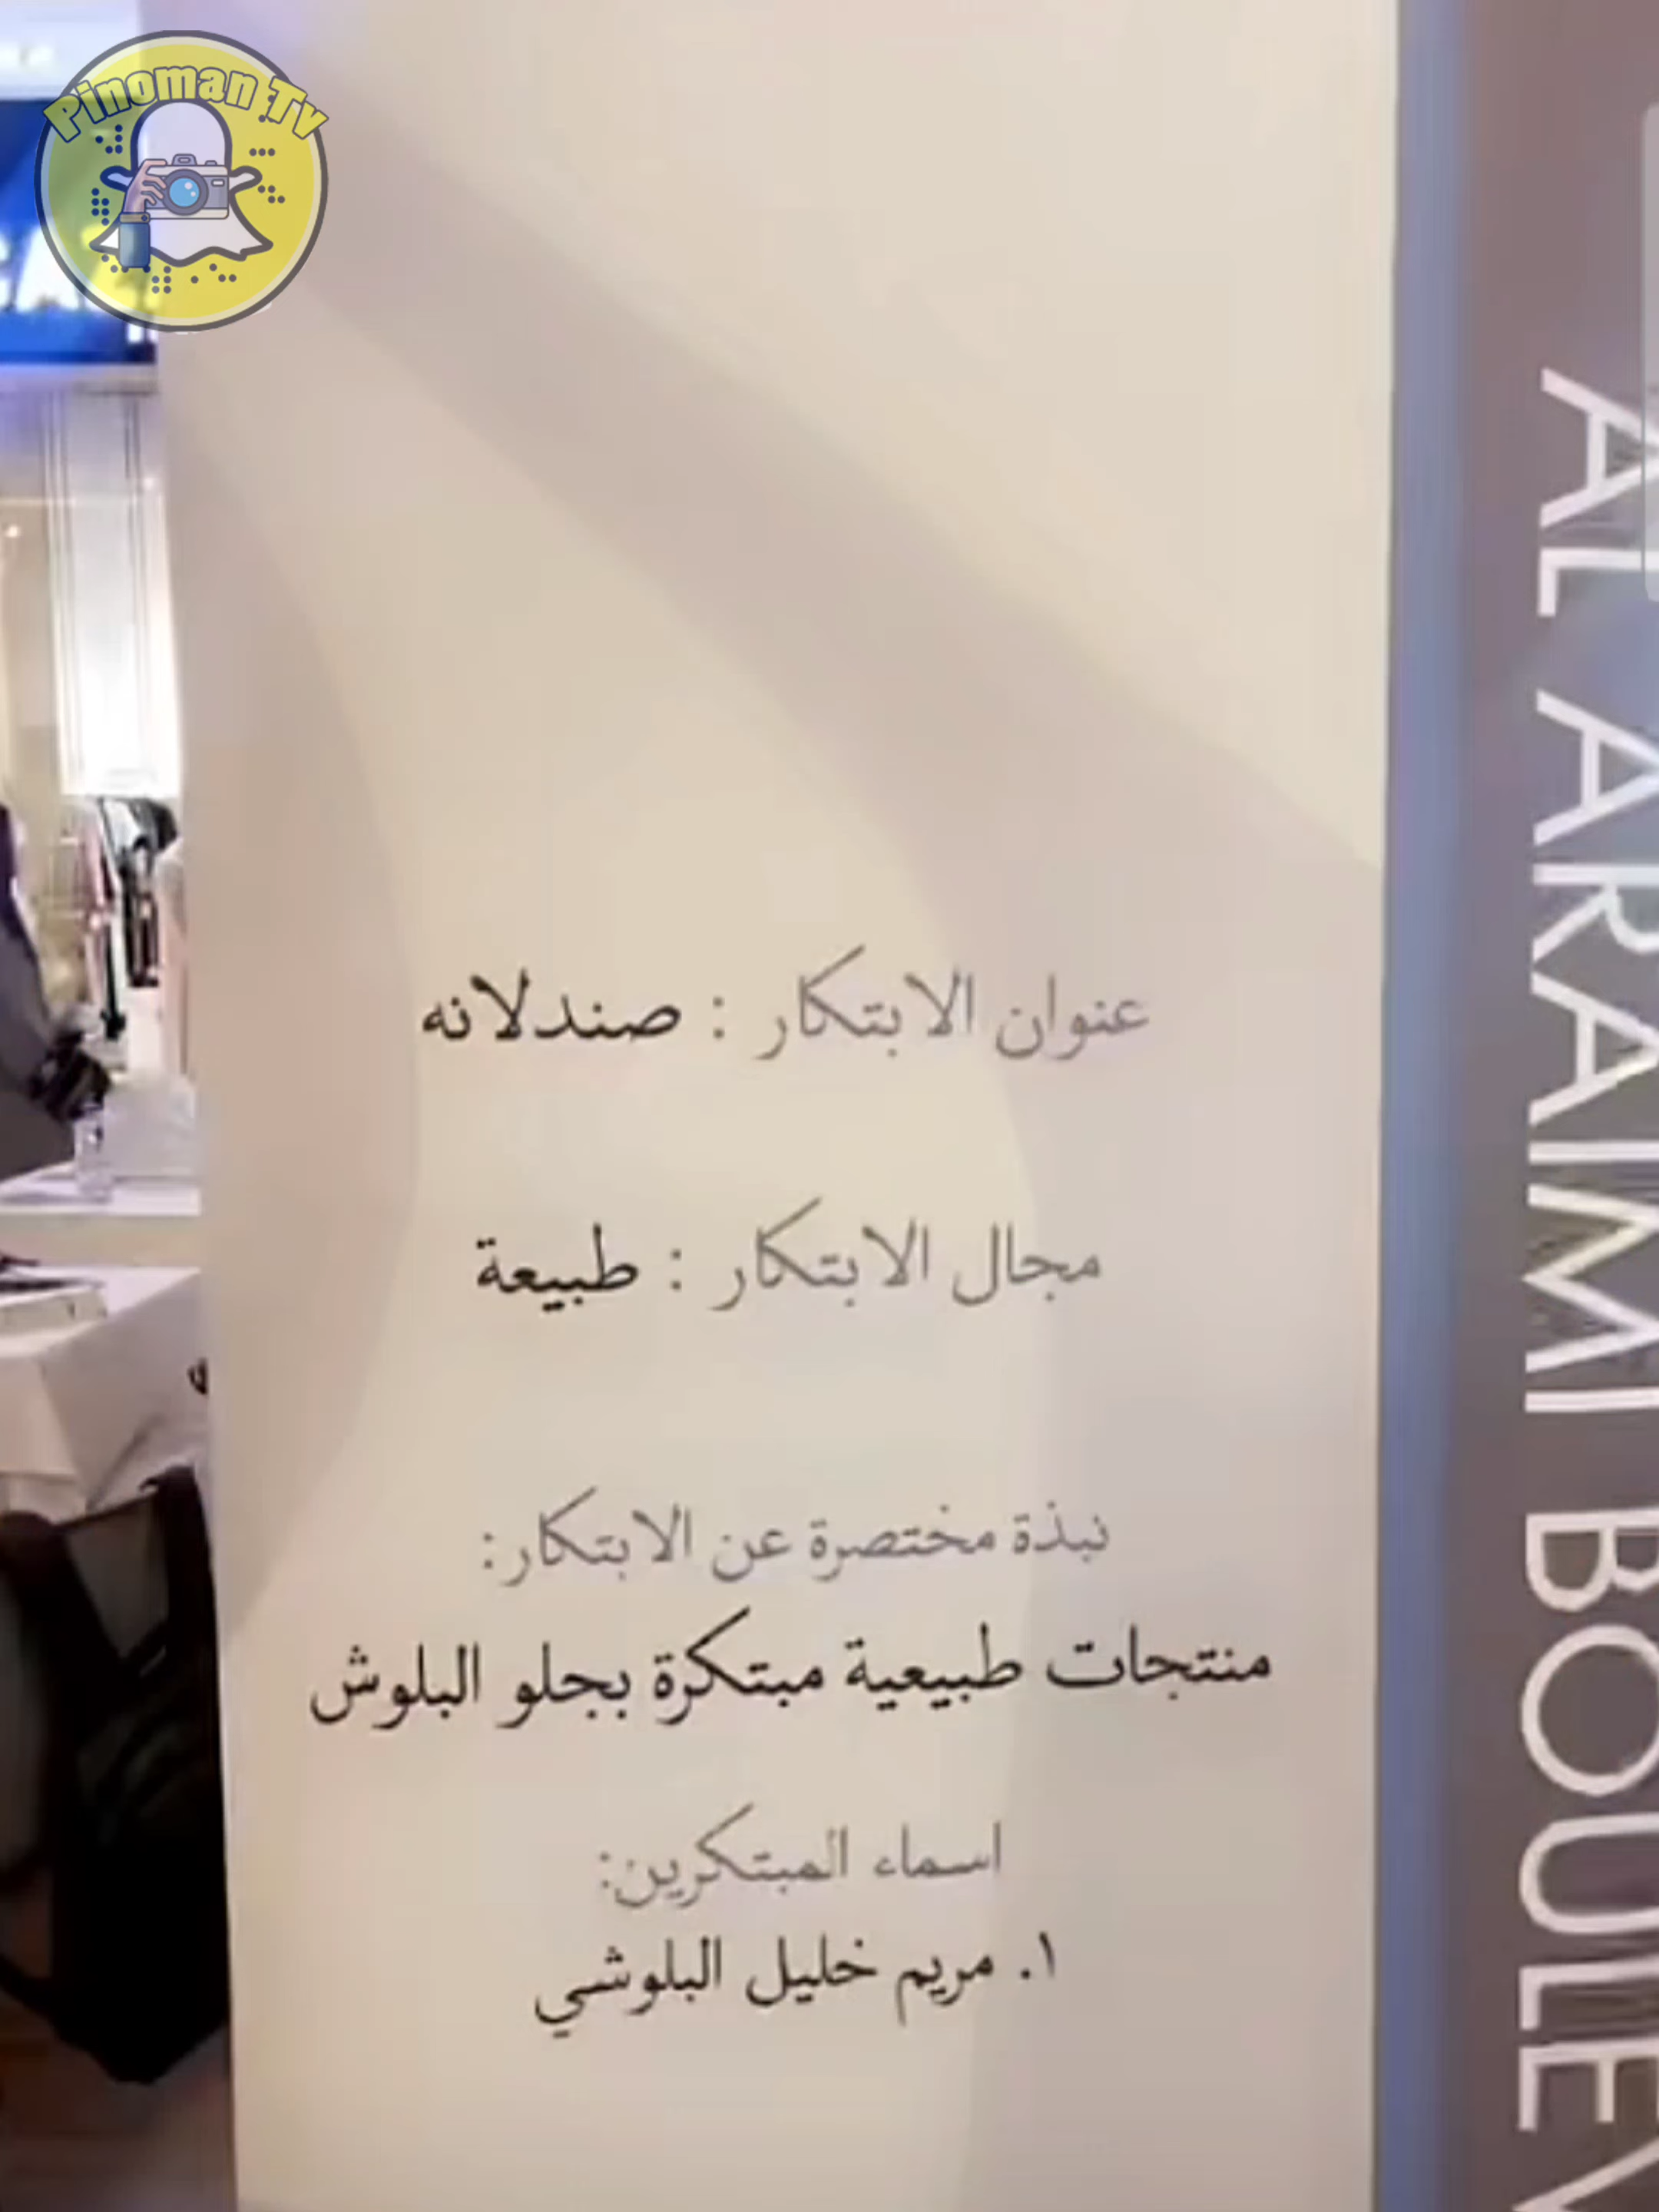 Pinoman Tv
عنوان الابتكار : صندلانه
مجال الابتكار : طبيعة
نبذة مختصرة عن الابتكار:
منتجات طبيعية مبتكرة بجلو البلوش
اسماء المبتكرين:
١. مريم خليل البلوشي
AL ARAIMI